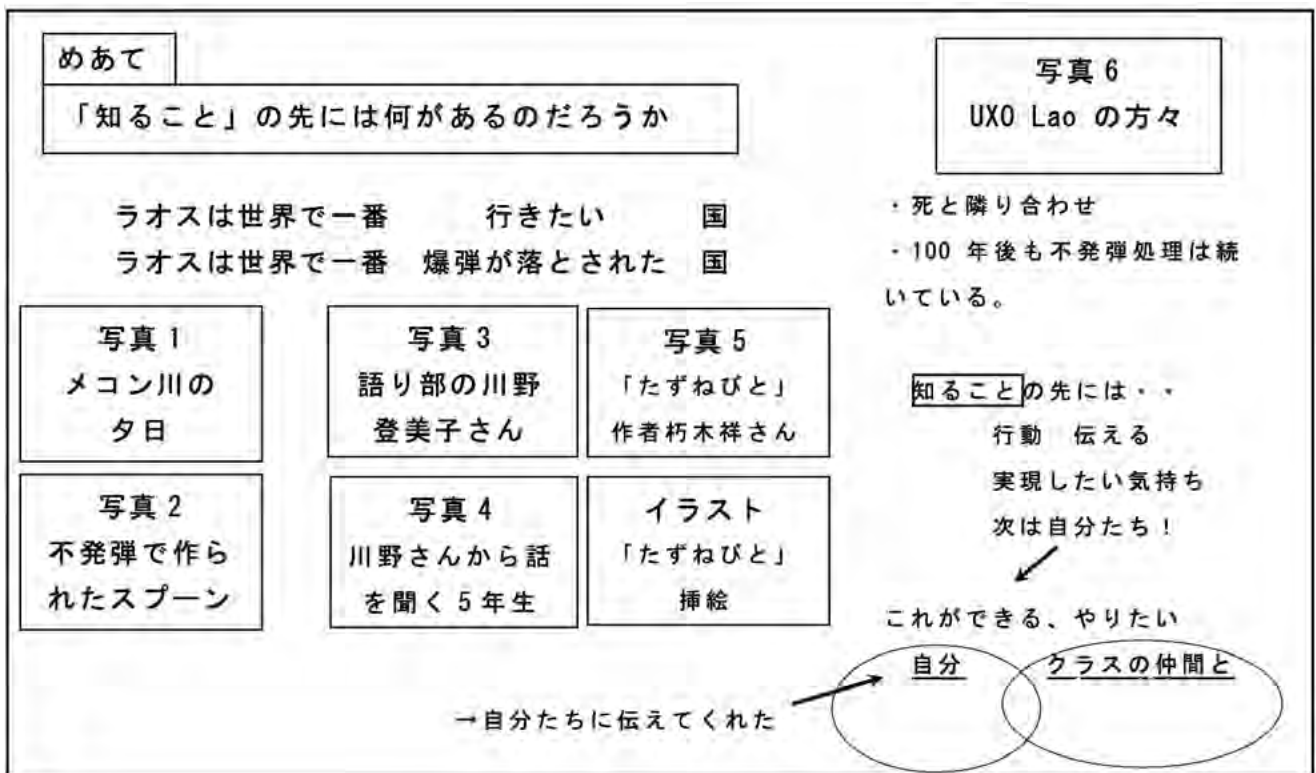 めあて
「知ること」の先には何があるのだろうか
ラオスは世界で一番 行きたい 国
ラオスは世界で一番 爆弾が落とされた 国
写真1
メコン川の
夕日
写真2
不発弾で作ら
れたスプーン
写真3
語り部の川野
登美子さん
写真4
川野さんから話
を聞く5年生
写真5
「たずねびと」
作者朽木祥さん
イラスト
「たずねびと」
挿絵
→自分たちに伝えてくれた
写真6
UXO Lao の方々
・死と隣り合わせ
・100 年後も不発弾処理は続
いている。
知ることの先には・・
行動 伝える
実現したい気持ち
次は自分たち！
これができる、やりたい
自分 クラスの仲間と